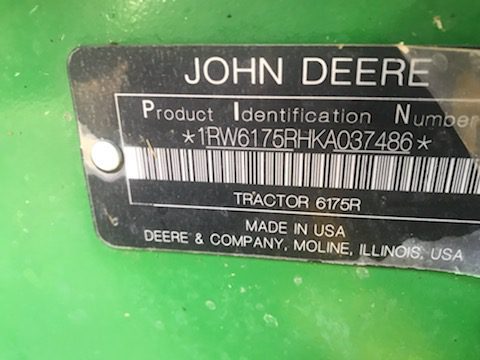 JOHN DEERE
Product Identification Number
*1RW6175RHKA037486*
TRACTOR 6175R
MADE IN USA
DEERE & COMPANY, MOLINE, ILLINOIS, USA